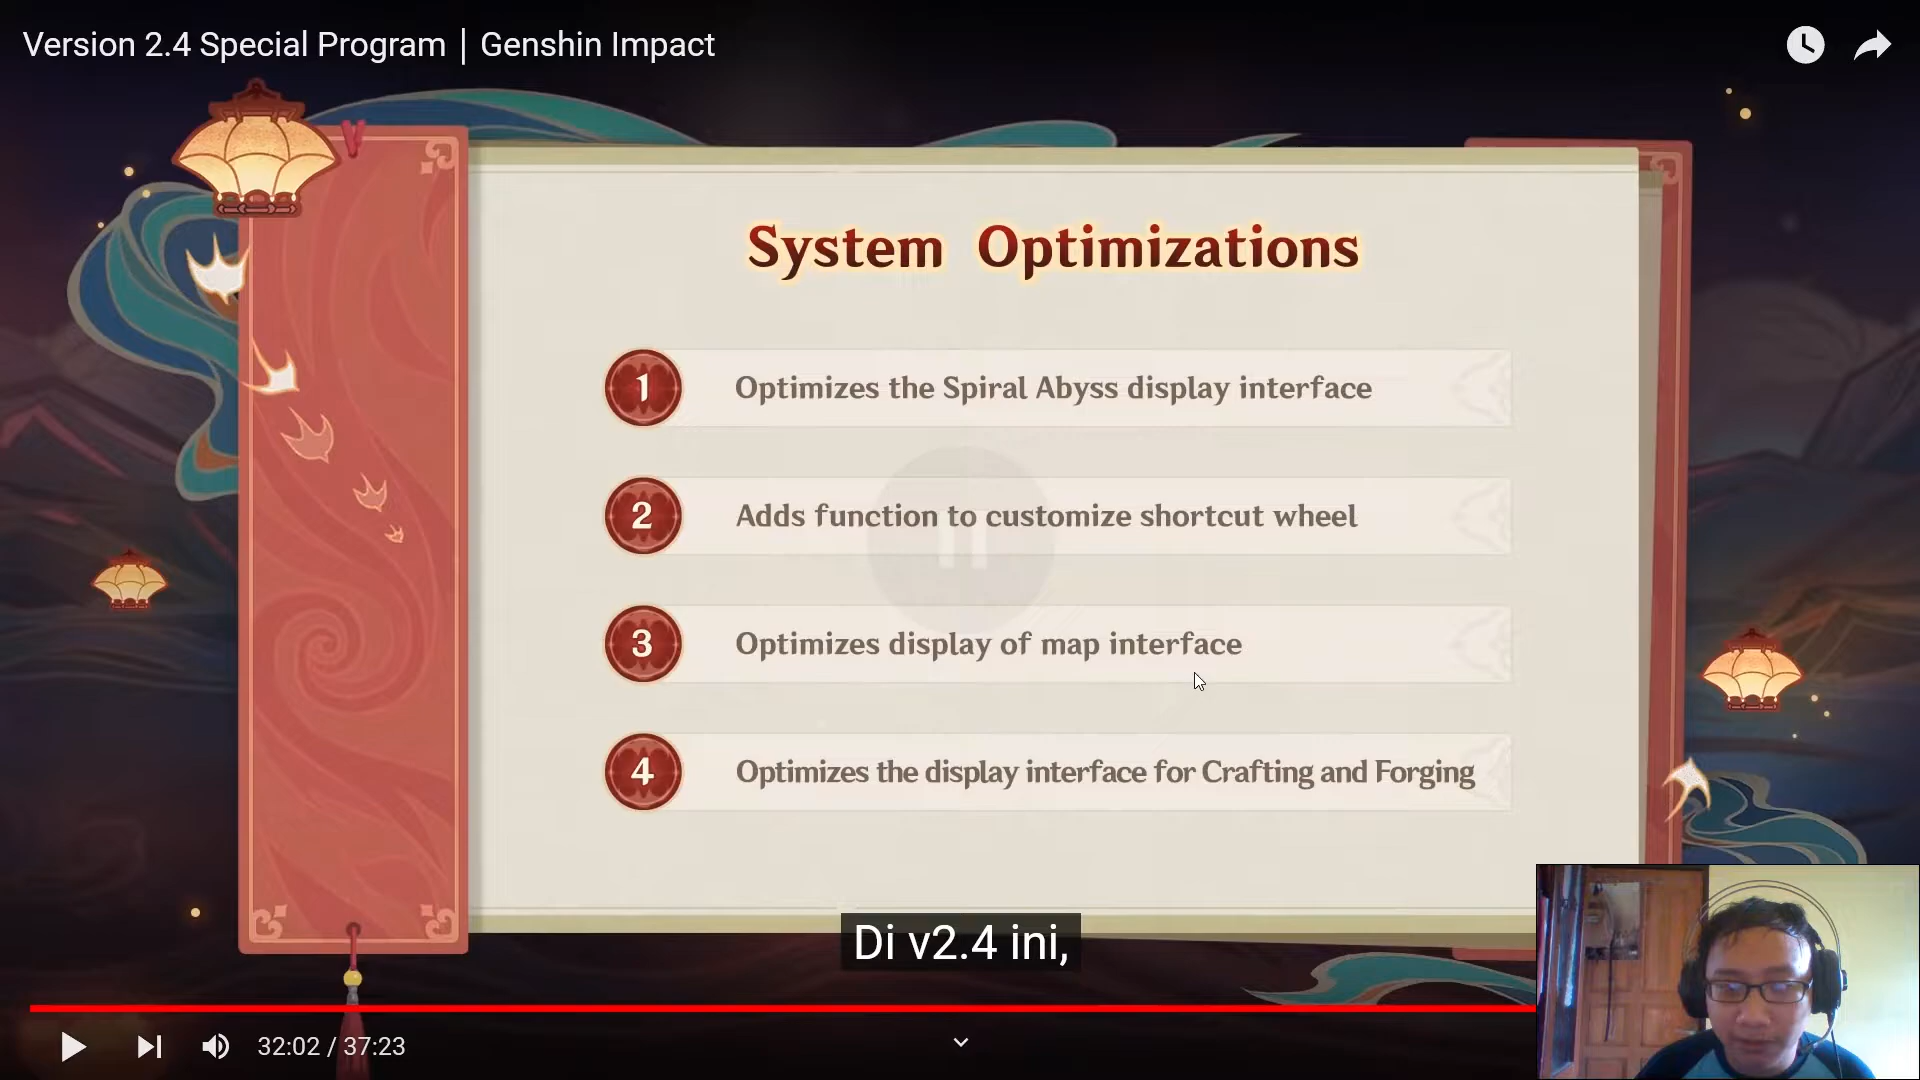 Version 2.4 Special Program | Genshin Impact
System Optimizations
1 Optimizes the Spiral Abyss display interface
2 Adds function to customize shortcut wheel
3 Optimizes display of map interface
4 Optimizes the display interface for Crafting and Forging
Di v2.4 ini,
32:02 / 37:23